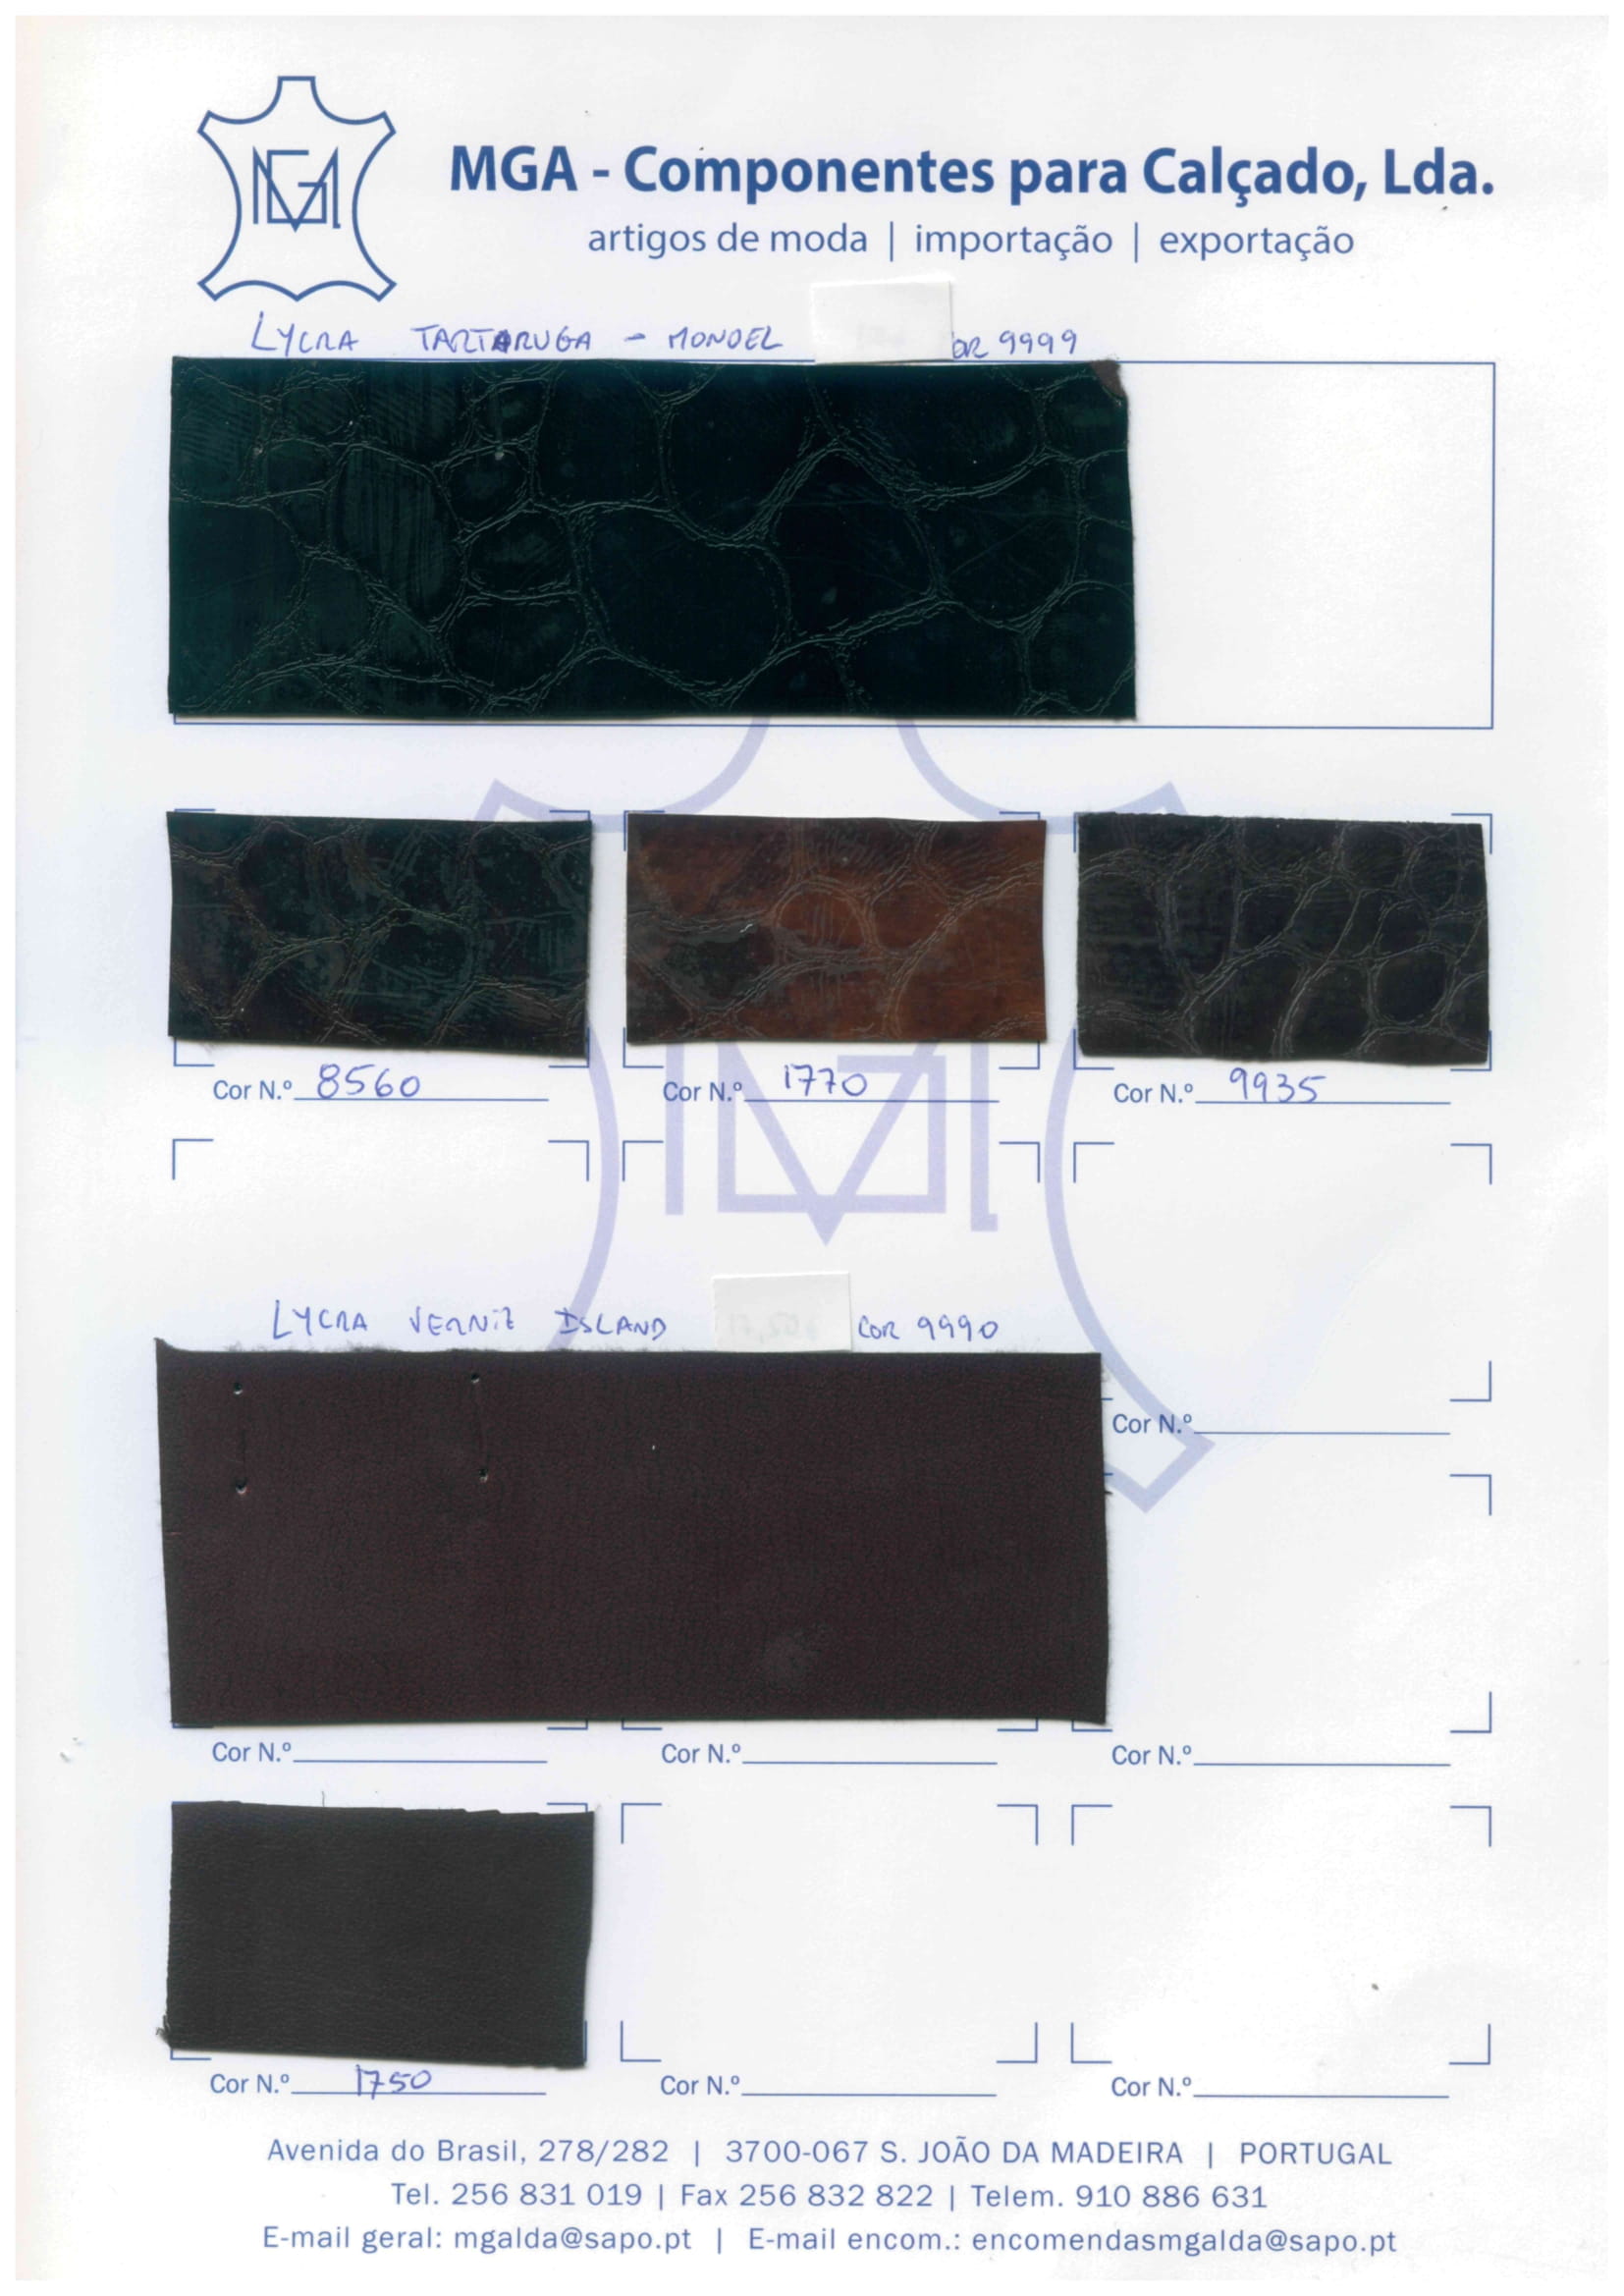 MGA - Componentes para Calçado, Lda.
artigos de moda | importação | exportação
LYCRA TARTARUGA - MONDEL OR 9999
Cor N.º 8560
Cor N.º 1770
Cor N.º 9935
LYCRA VERNiZ ISLAND COR 9990
Cor N.º
Cor N.º
Cor N.º
Cor N.º
Cor N.º 1750
Cor N.º
Cor N.º
Avenida do Brasil, 278/282 | 3700-067 S. JOÃO DA MADEIRA | PORTUGAL
Tel. 256 831 019 | Fax 256 832 822 | Telem. 910 886 631
E-mail geral: mgalda@sapo.pt | E-mail encom.: encomendasmgalda@sapo.pt